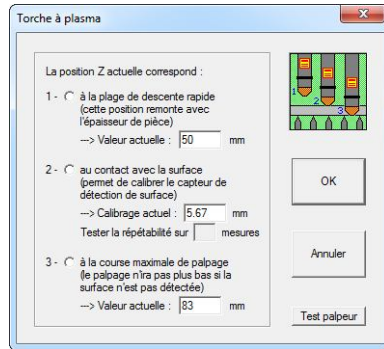 Torche à plasma
La position Z actuelle correspond :
1 - à la plage de descente rapide
(cette position remonte avec
l'épaisseur de pièce)
---> Valeur actuelle : 50 mm
2 - au contact avec la surface
(permet de calibrer le capteur de
détection de surface)
---> Calibrage actuel : 5.67 mm
Tester la répétabilité sur mesures
3 - à la course maximale de palpage
(le palpage n'ira pas plus bas si la
surface n'est pas détectée)
---> Valeur actuelle : 83 mm
1 2 3
OK
Annuler
Test palpeur